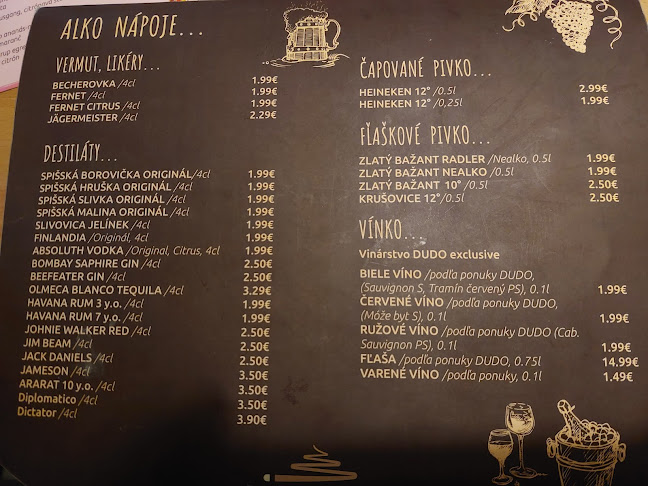 ALKO NÁPOJE...
VERMUT, LIKÉRY...
BECHEROVKA /4cl 1.99€
FERNET /4cl 1.99€
FERNET CITRUS /4cl 1.99€
JÄGERMEISTER /4cl 2.29€
DESTILÁTY...
SPIŠSKÁ BOROVIČKA ORIGINÁL/4cl 1.99€
SPIŠSKÁ HRUŠKA ORIGINÁL /4cl 1.99€
SPIŠSKÁ SLIVKA ORIGINÁL /4cl 1.99€
SPIŠSKÁ MALINA ORIGINÁL /4cl 1.99€
SLIVOVICA JELÍNEK /4cl 1.99€
FINLANDIA /Originál, 4cl 1.99€
ABSOLUTH VODKA /Original, Citrus, 4cl 1.99€
BOMBAY SAPHIRE GIN /4cl 2.50€
BEEFEATER GIN /4cl 2.50€
OLMECA BLANCO TEQUILA /4cl 3.29€
HAVANA RUM 3 y.o. /4cl 1.99€
HAVANA RUM 7 y.o. /4cl 1.99€
JOHNIE WALKER RED /4cl 2.50€
JIM BEAM /4cl 2.50€
JACK DANIELS /4cl 2.50€
JAMESON /4cl 3.50€
ARARAT 10 y.o. /4cl 3.50€
Diplomatico /4cl 3.50€
Dictator /4cl 3.90€
ČAPOVANÉ PIVKO...
HEINEKEN 12° /0.5l 2.99€
HEINEKEN 12° /0,25l 1.99€
FĽAŠKOVÉ PIVKO...
ZLATÝ BAŽANT RADLER /Nealko, 0.5l 1.99€
ZLATÝ BAŽANT NEALKO /0.5l 1.99€
ZLATÝ BAŽANT 10° /0.5l 2.50€
KRUŠOVICE 12°/0.5l 2.50€
VÍNKO...
Vinárstvo DUDO exclusive
BIELE VÍNO /podľa ponuky DUDO,
(Sauvignon S, Tramín červený PS), 0.1l 1.99€
ČERVENÉ VÍNO /podľa ponuky DUDO,
(Móže byt S), 0.1l 1.99€
RUŽOVÉ VÍNO /podľa ponuky DUDO (Cab.
Sauvignon PS), 0.1l 1.99€
FĽAŠA /podľa ponuky DUDO, 0.75l 14.99€
VARENÉ VÍNO /podľa ponuky, 0.1l 1,49€